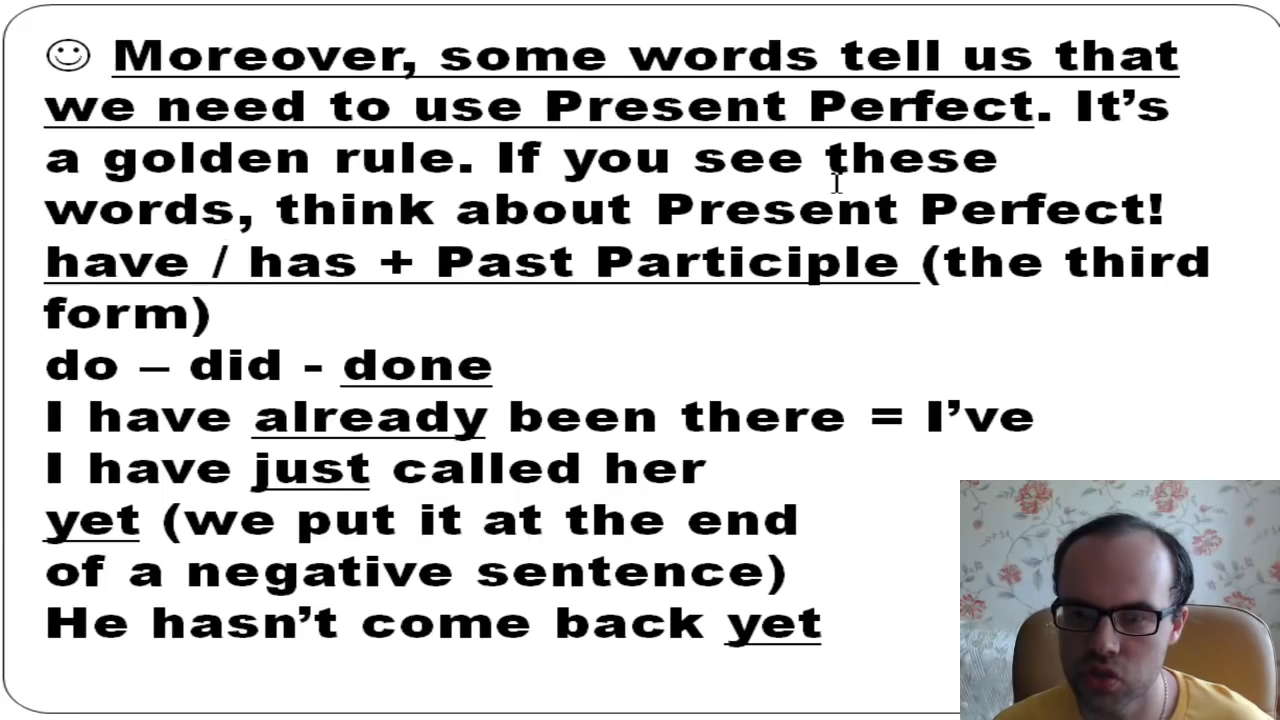 ☺ Moreover, some words tell us that
we need to use Present Perfect. It’s
a golden rule. If you see these
words, think about Present Perfect!
have / has + Past Participle (the third
form)
do – did - done
I have already been there = I’ve
I have just called her
yet (we put it at the end
of a negative sentence)
He hasn’t come back yet